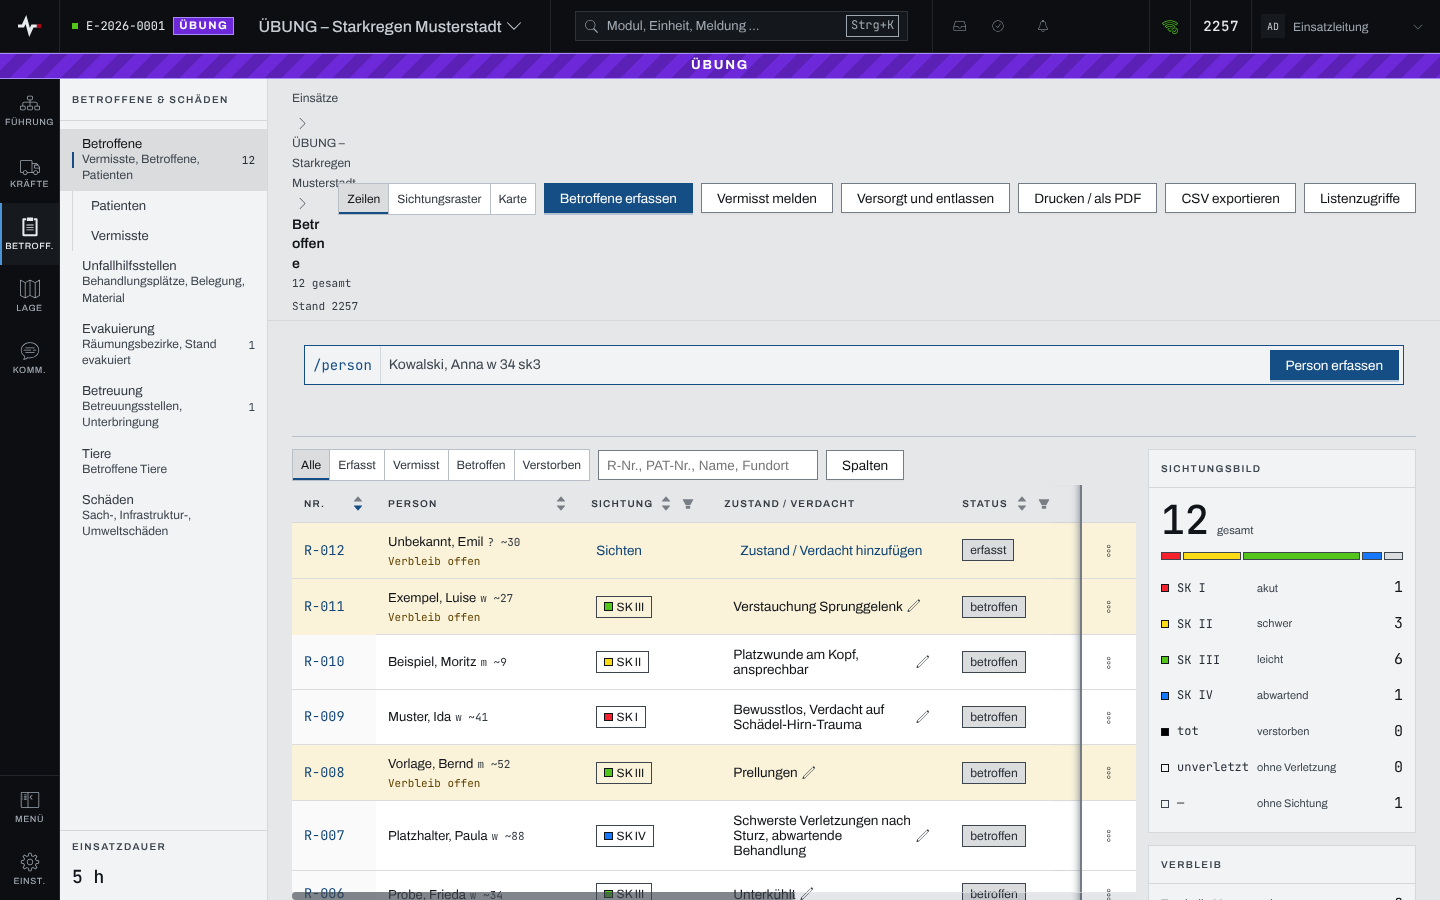 E-2026-0001 ÜBUNG ÜBUNG – Starkregen Musterstadt Modul, Einheit, Meldung ... Strg+K 2257 AD Einsatzleitung
ÜBUNG
FÜHRUNG
KRÄFTE
BETROFF.
LAGE
KOMM.
MENÜ
EINST.
BETROFFENE & SCHÄDEN
Betroffene
Vermisste, Betroffene, 12
Patienten
Patienten
Vermisste
Unfallhilfsstellen
Behandlungsplätze, Belegung,
Material
Evakuierung
Räumungsbezirke, Stand 1
evakuiert
Betreuung
Betreuungsstellen, 1
Unterbringung
Tiere
Betroffene Tiere
Schäden
Sach-, Infrastruktur-,
Umweltschäden
EINSATZDAUER
5 h
Einsätze
ÜBUNG –
Starkregen
Musterstadt
Betr
offen
e
12 gesamt
Stand 2257
Zeilen Sichtungsraster Karte Betroffene erfassen Vermisst melden Versorgt und entlassen Drucken / als PDF CSV exportieren Listenzugriffe
/person Kowalski, Anna w 34 sk3 Person erfassen
Alle Erfasst Vermisst Betroffen Verstorben R-Nr., PAT-Nr., Name, Fundort Spalten
NR. PERSON SICHTUNG ZUSTAND / VERDACHT STATUS
R-012 Unbekannt, Emil ? ~30 Sichten Zustand / Verdacht hinzufügen erfasst
Verbleib offen
R-011 Exempel, Luise w ~27 SK III Verstauchung Sprunggelenk betroffen
Verbleib offen
R-010 Beispiel, Moritz m ~9 SK II Platzwunde am Kopf,
ansprechbar betroffen
R-009 Muster, Ida w ~41 SK I Bewusstlos, Verdacht auf
Schädel-Hirn-Trauma betroffen
R-008 Vorlage, Bernd m ~52 SK III Prellungen betroffen
Verbleib offen
R-007 Platzhalter, Paula w ~88 SK IV Schwerste Verletzungen nach
Sturz, abwartende
Behandlung betroffen
R-006 Probe, Frieda w ~34 SK III Unterkühlt betroffen
SICHTUNGSBILD
12 gesamt
SK I akut 1
SK II schwer 3
SK III leicht 6
SK IV abwartend 1
tot verstorben 0
unverletzt ohne Verletzung 0
– ohne Sichtung 1
VERBLEIB